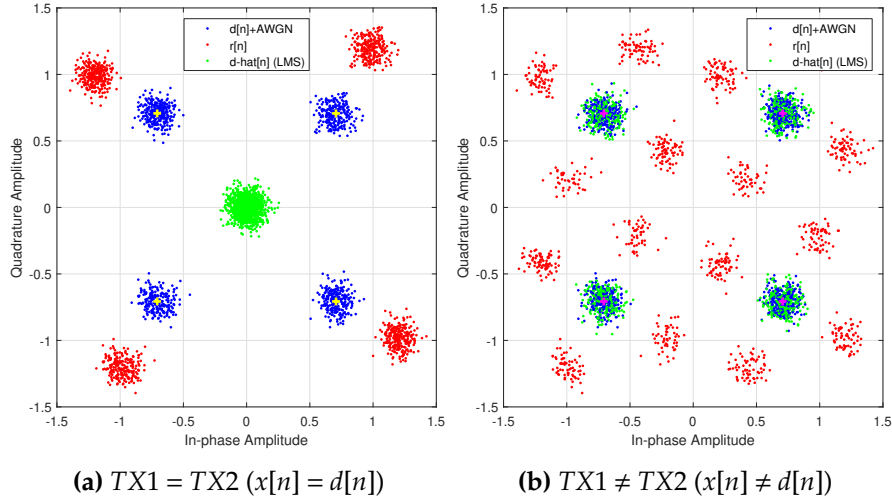 1.5
1
0.5
0
-0.5
-1
-1.5
Quadrature Amplitude
d[n]+AWGN
r[n]
d-hat[n] (LMS)
-1.5 -1 -0.5 0 0.5 1 1.5
In-phase Amplitude
(a) TX1 = TX2 (x[n] = d[n])
1.5
1
0.5
0
-0.5
-1
-1.5
Quadrature Amplitude
d[n]+AWGN
r[n]
d-hat[n] (LMS)
-1.5 -1 -0.5 0 0.5 1 1.5
In-phase Amplitude
(b) TX1 ≠ TX2 (x[n] ≠ d[n])